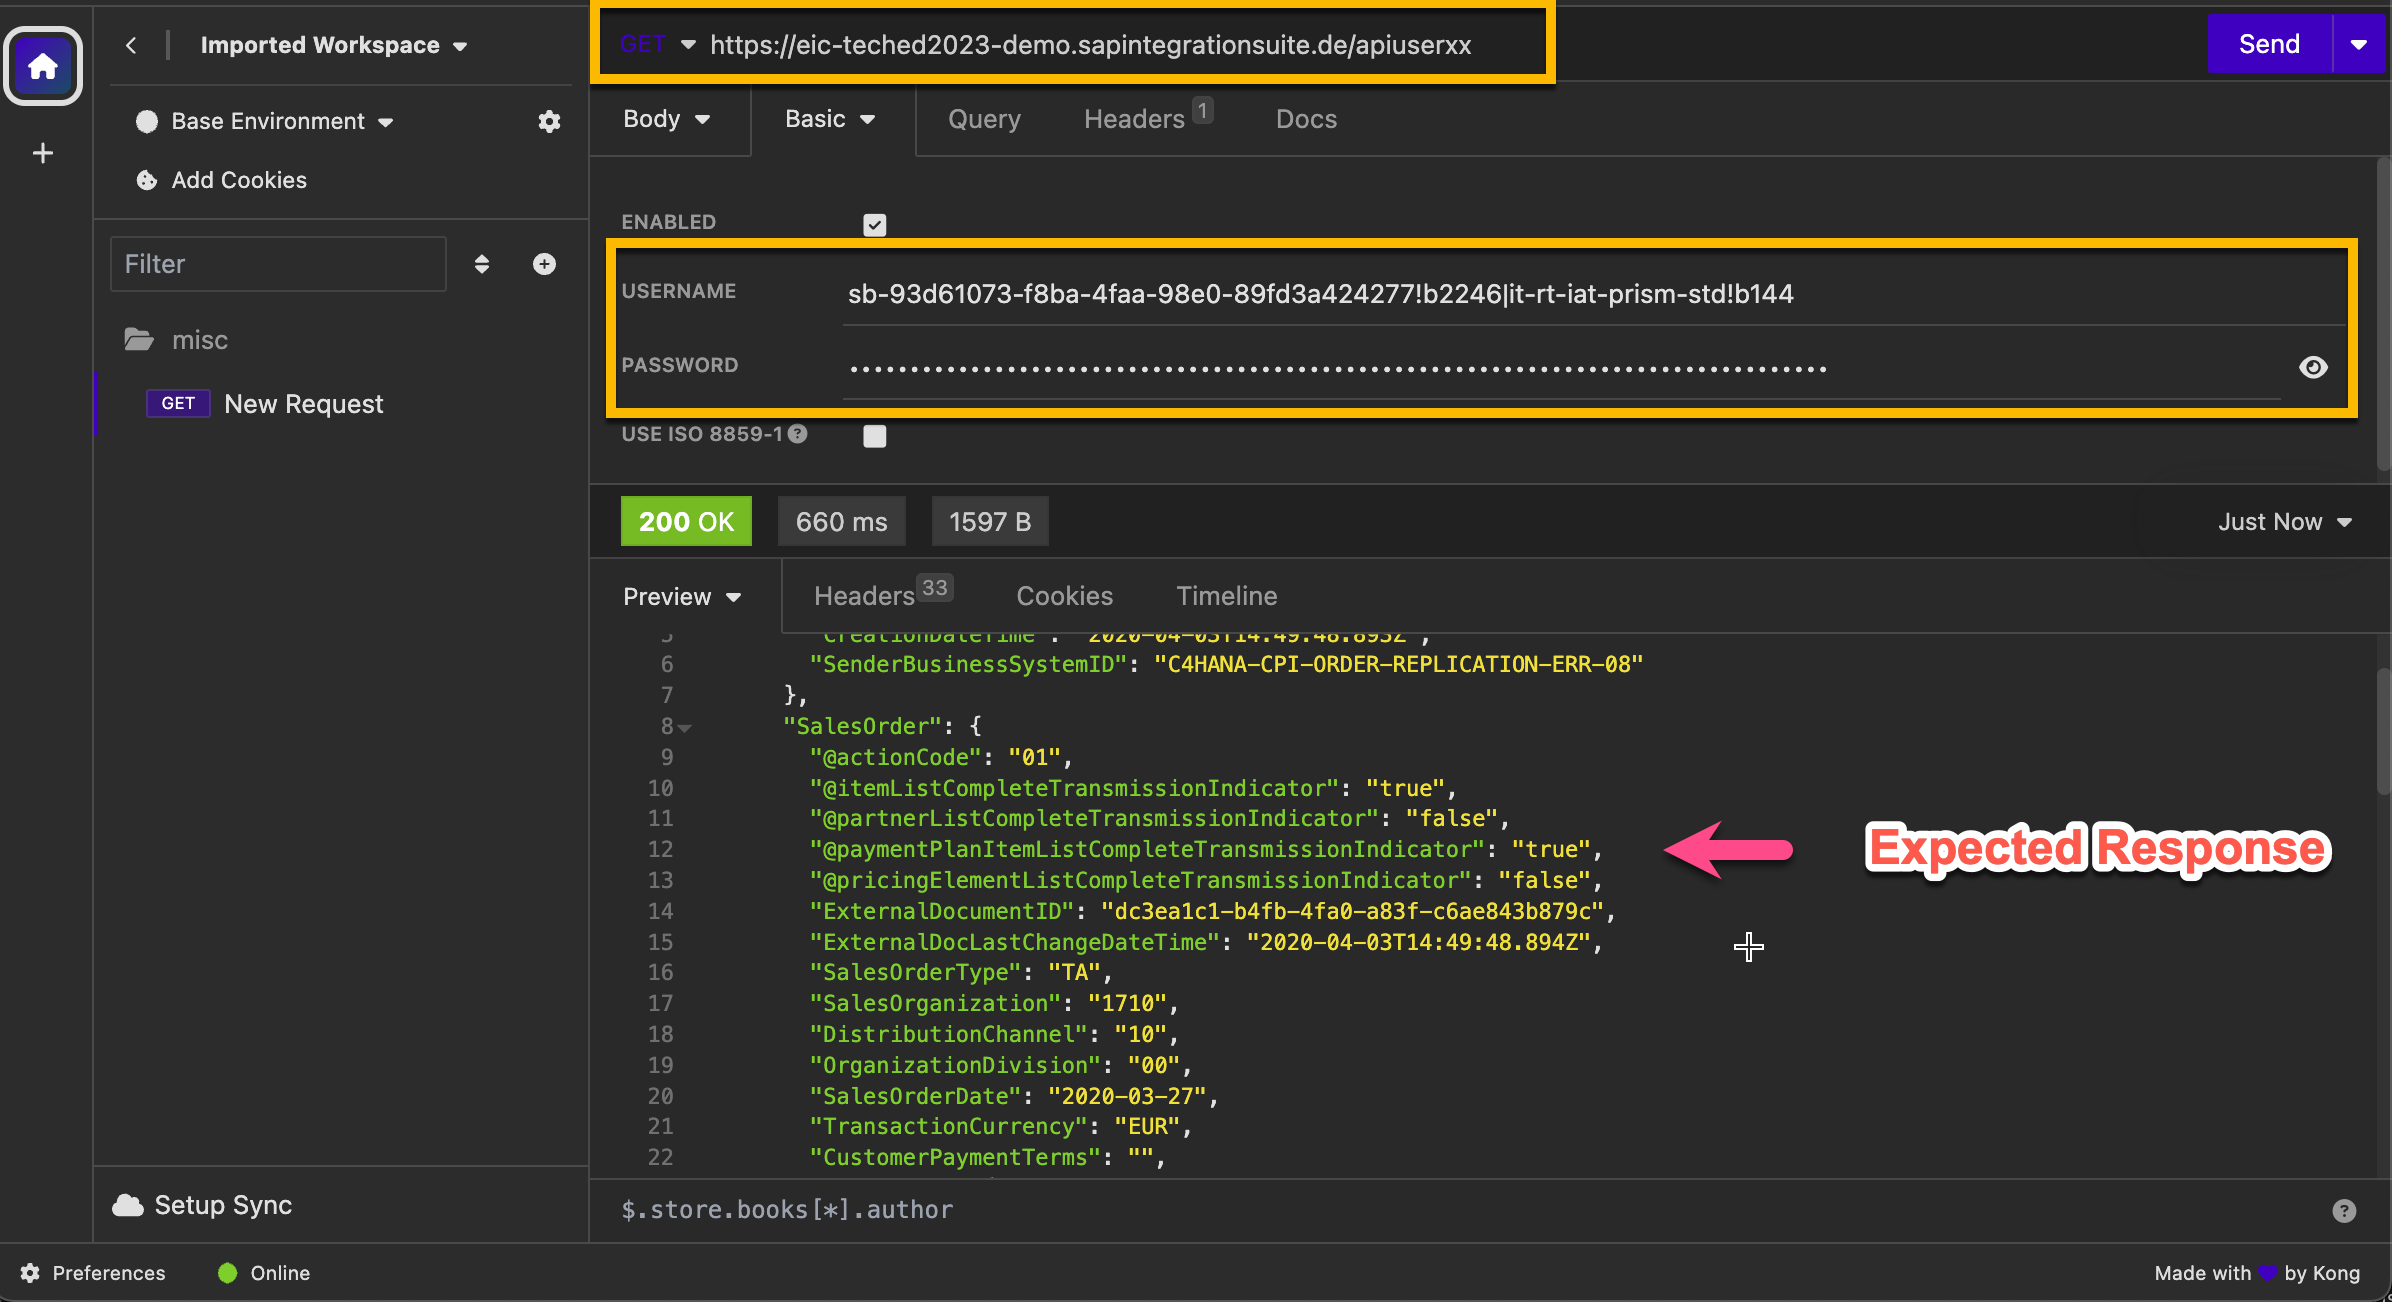 Imported Workspace
GET https://eic-teched2023-demo.sapintegrationsuite.de/apiuserxx
Send
Base Environment
Add Cookies
Filter
misc
GET New Request
Body Basic Query Headers 1 Docs
ENABLED
USERNAME sb-93d61073-f8ba-4faa-98e0-89fd3a424277!b2246|it-rt-iat-prism-std!b144
PASSWORD
USE ISO 8859-1
200 OK 660 ms 1597 B Just Now
Preview Headers 33 Cookies Timeline
5 "CreationDateTime": "2020-04-03T14:49:48.893Z",
6 "SenderBusinessSystemID": "C4HANA-CPI-ORDER-REPLICATION-ERR-08"
7 },
8 "SalesOrder": {
9 "@actionCode": "01",
10 "@itemListCompleteTransmissionIndicator": "true",
11 "@partnerListCompleteTransmissionIndicator": "false",
12 "@paymentPlanItemListCompleteTransmissionIndicator": "true",
13 "@pricingElementListCompleteTransmissionIndicator": "false",
14 "ExternalDocumentID": "dc3ea1c1-b4fb-4fa0-a83f-c6ae843b879c",
15 "ExternalDocLastChangeDateTime": "2020-04-03T14:49:48.894Z",
16 "SalesOrderType": "TA",
17 "SalesOrganization": "1710",
18 "DistributionChannel": "10",
19 "OrganizationDivision": "00",
20 "SalesOrderDate": "2020-03-27",
21 "TransactionCurrency": "EUR",
22 "CustomerPaymentTerms": "",
Expected Response
$.store.books[*].author
Setup Sync
Preferences Online
Made with by Kong